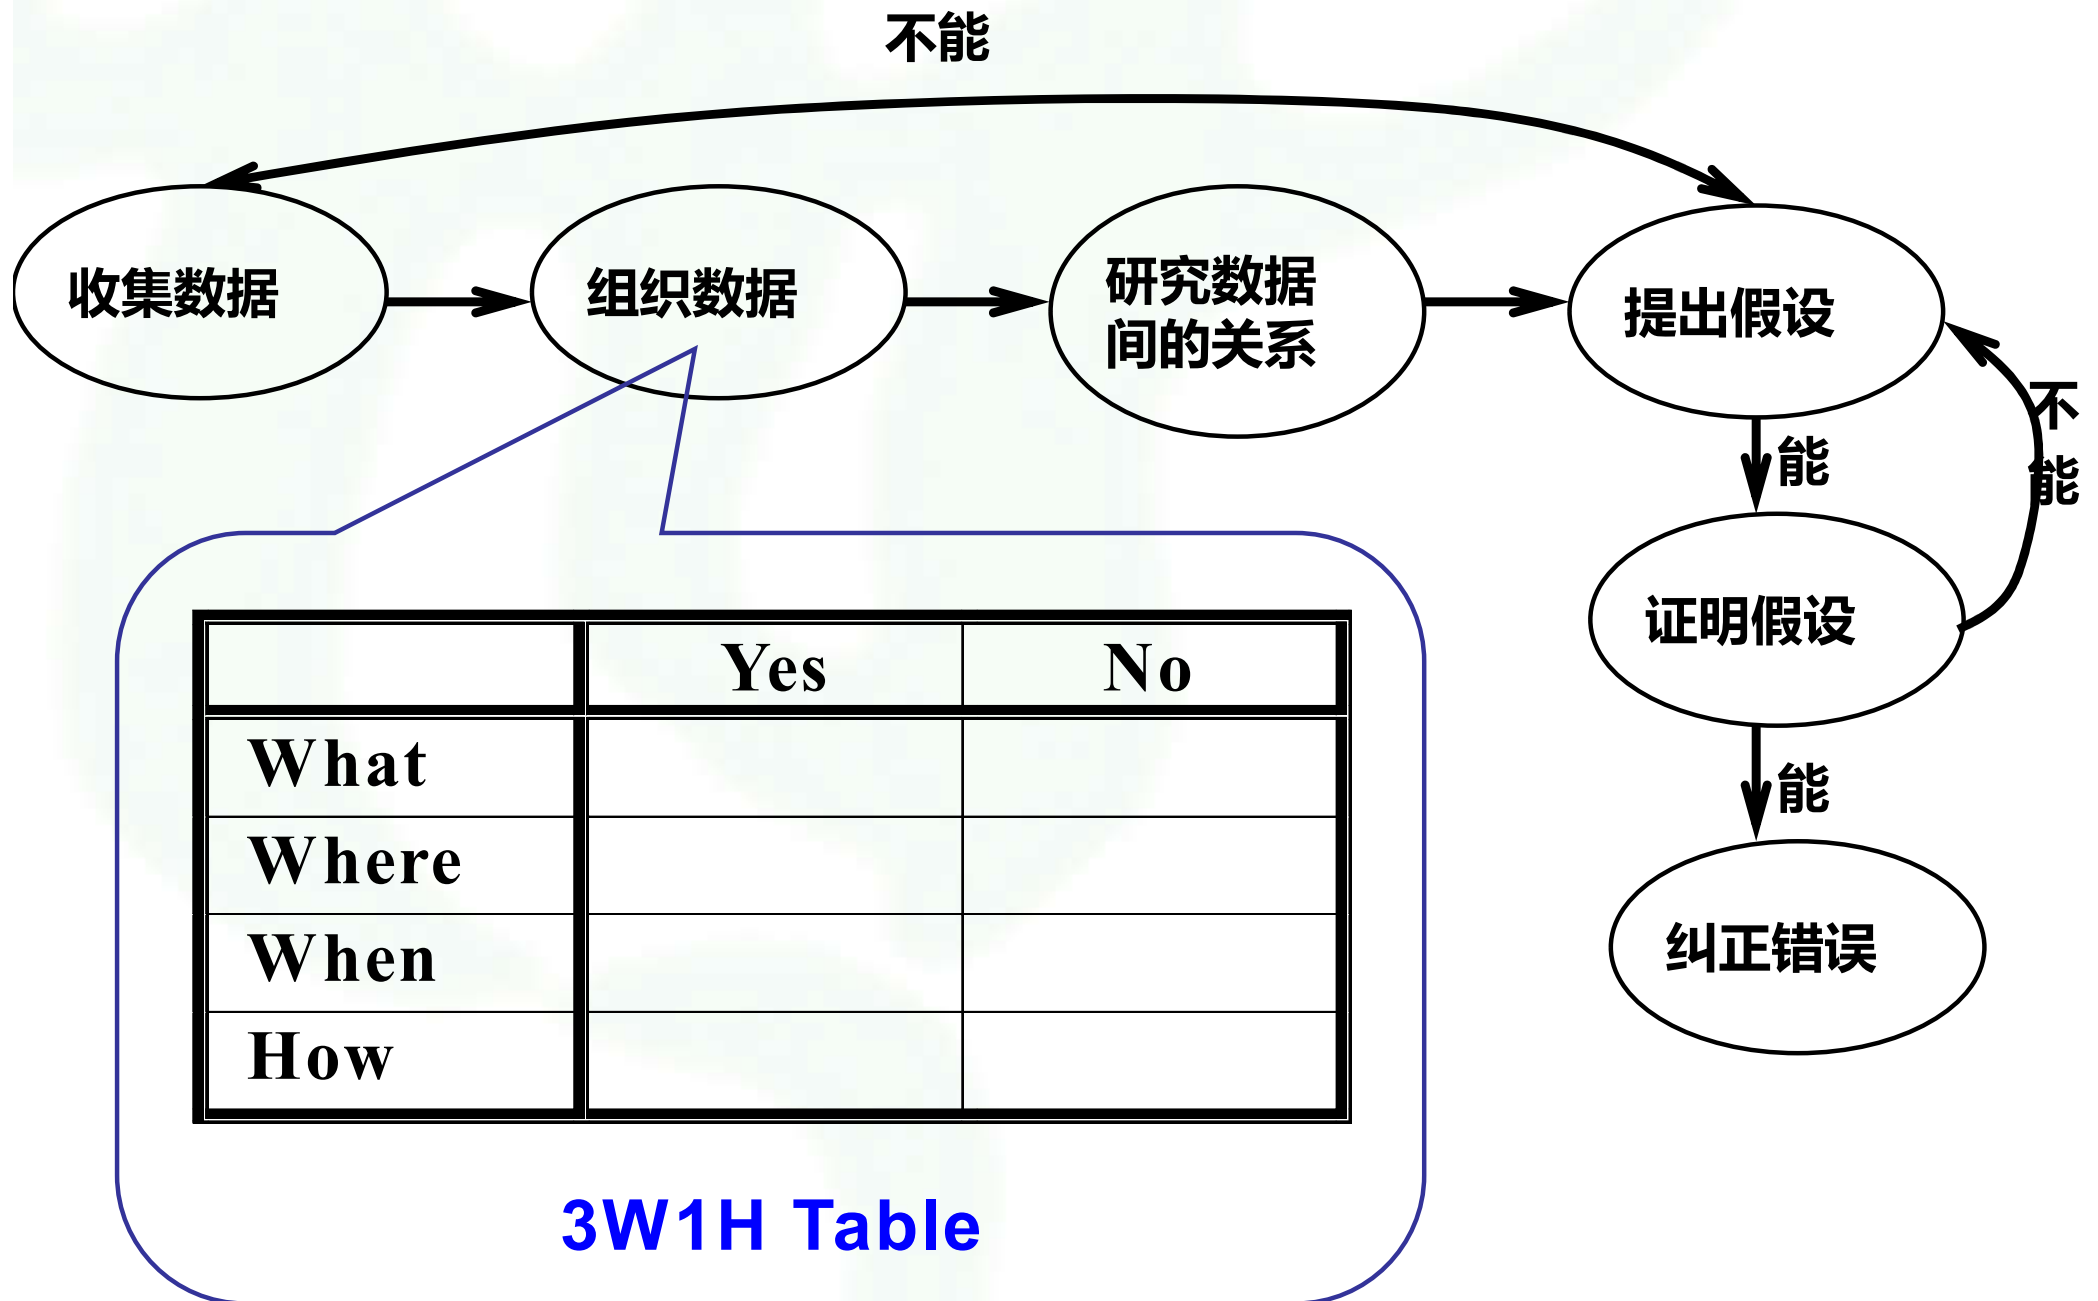 不能
收集数据
组织数据
研究数据
间的关系
提出假设
不
能
能
证明假设
能
纠正错误
Yes No
What
Where
When
How
3W1H Table